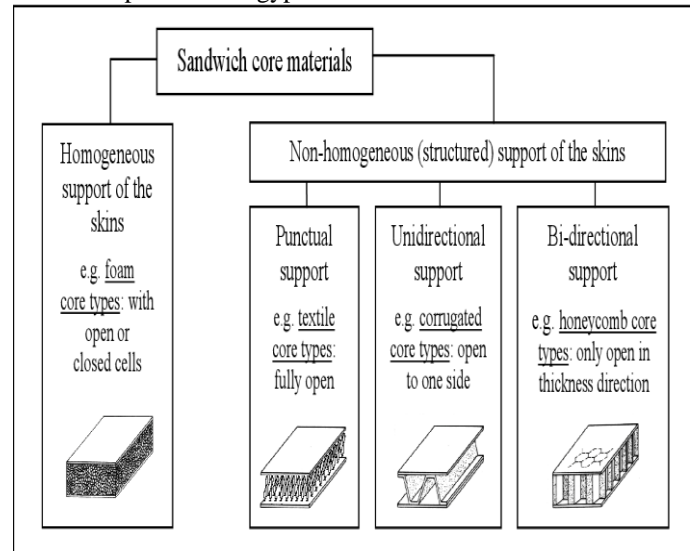 Sandwich core materials
Homogeneous
support of the
skins
e.g. foam
core types: with
open or
closed cells
Non-homogeneous (structured) support of the skins
Punctual
support
e.g. textile
core types:
fully open
Unidirectional
support
e.g. corrugated
core types: open
to one side
Bi-directional
support
e.g. honeycomb core
types: only open in
thickness direction